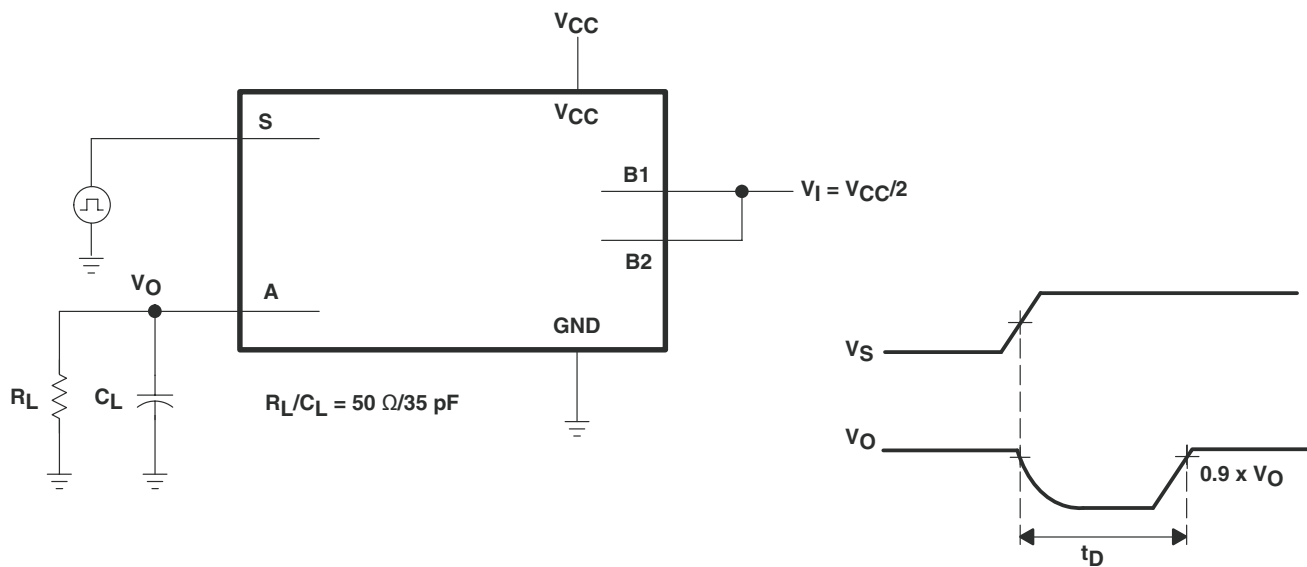 VCC
VCC
S
B1
VI = VCC/2
B2
VO
A
GND
RL
CL
RL/CL = 50 Ω/35 pF
VS
VO
0.9 x VO
tD